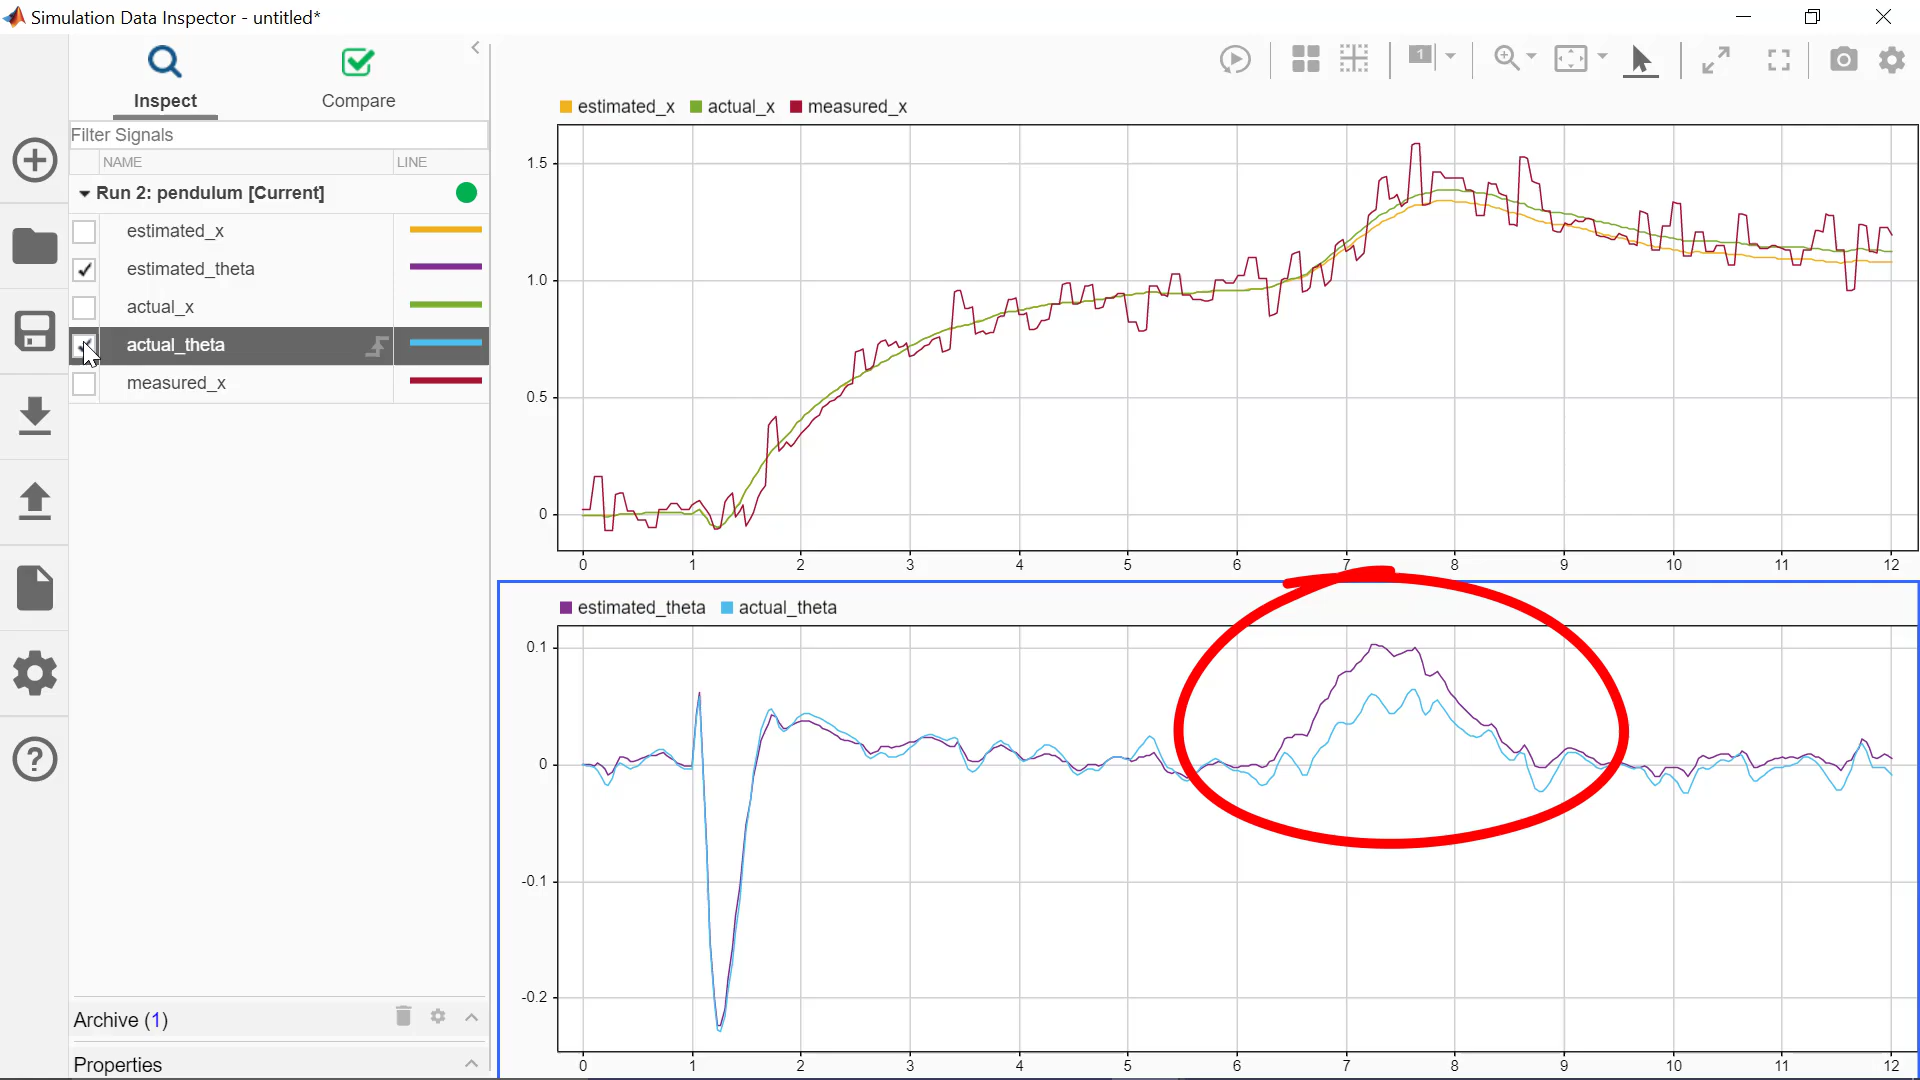 Simulation Data Inspector - untitled*
Inspect
Compare
Filter Signals
NAME LINE
Run 2: pendulum [Current]
estimated_x
estimated_theta
actual_x
actual_theta
measured_x
Archive (1)
Properties
1
estimated_x actual_x measured_x
1.5
1.0
0.5
0
0 1 2 3 4 5 6 7 8 9 10 11 12
estimated_theta actual_theta
0.1
0
-0.1
-0.2
0 1 2 3 4 5 6 7 8 9 10 11 12